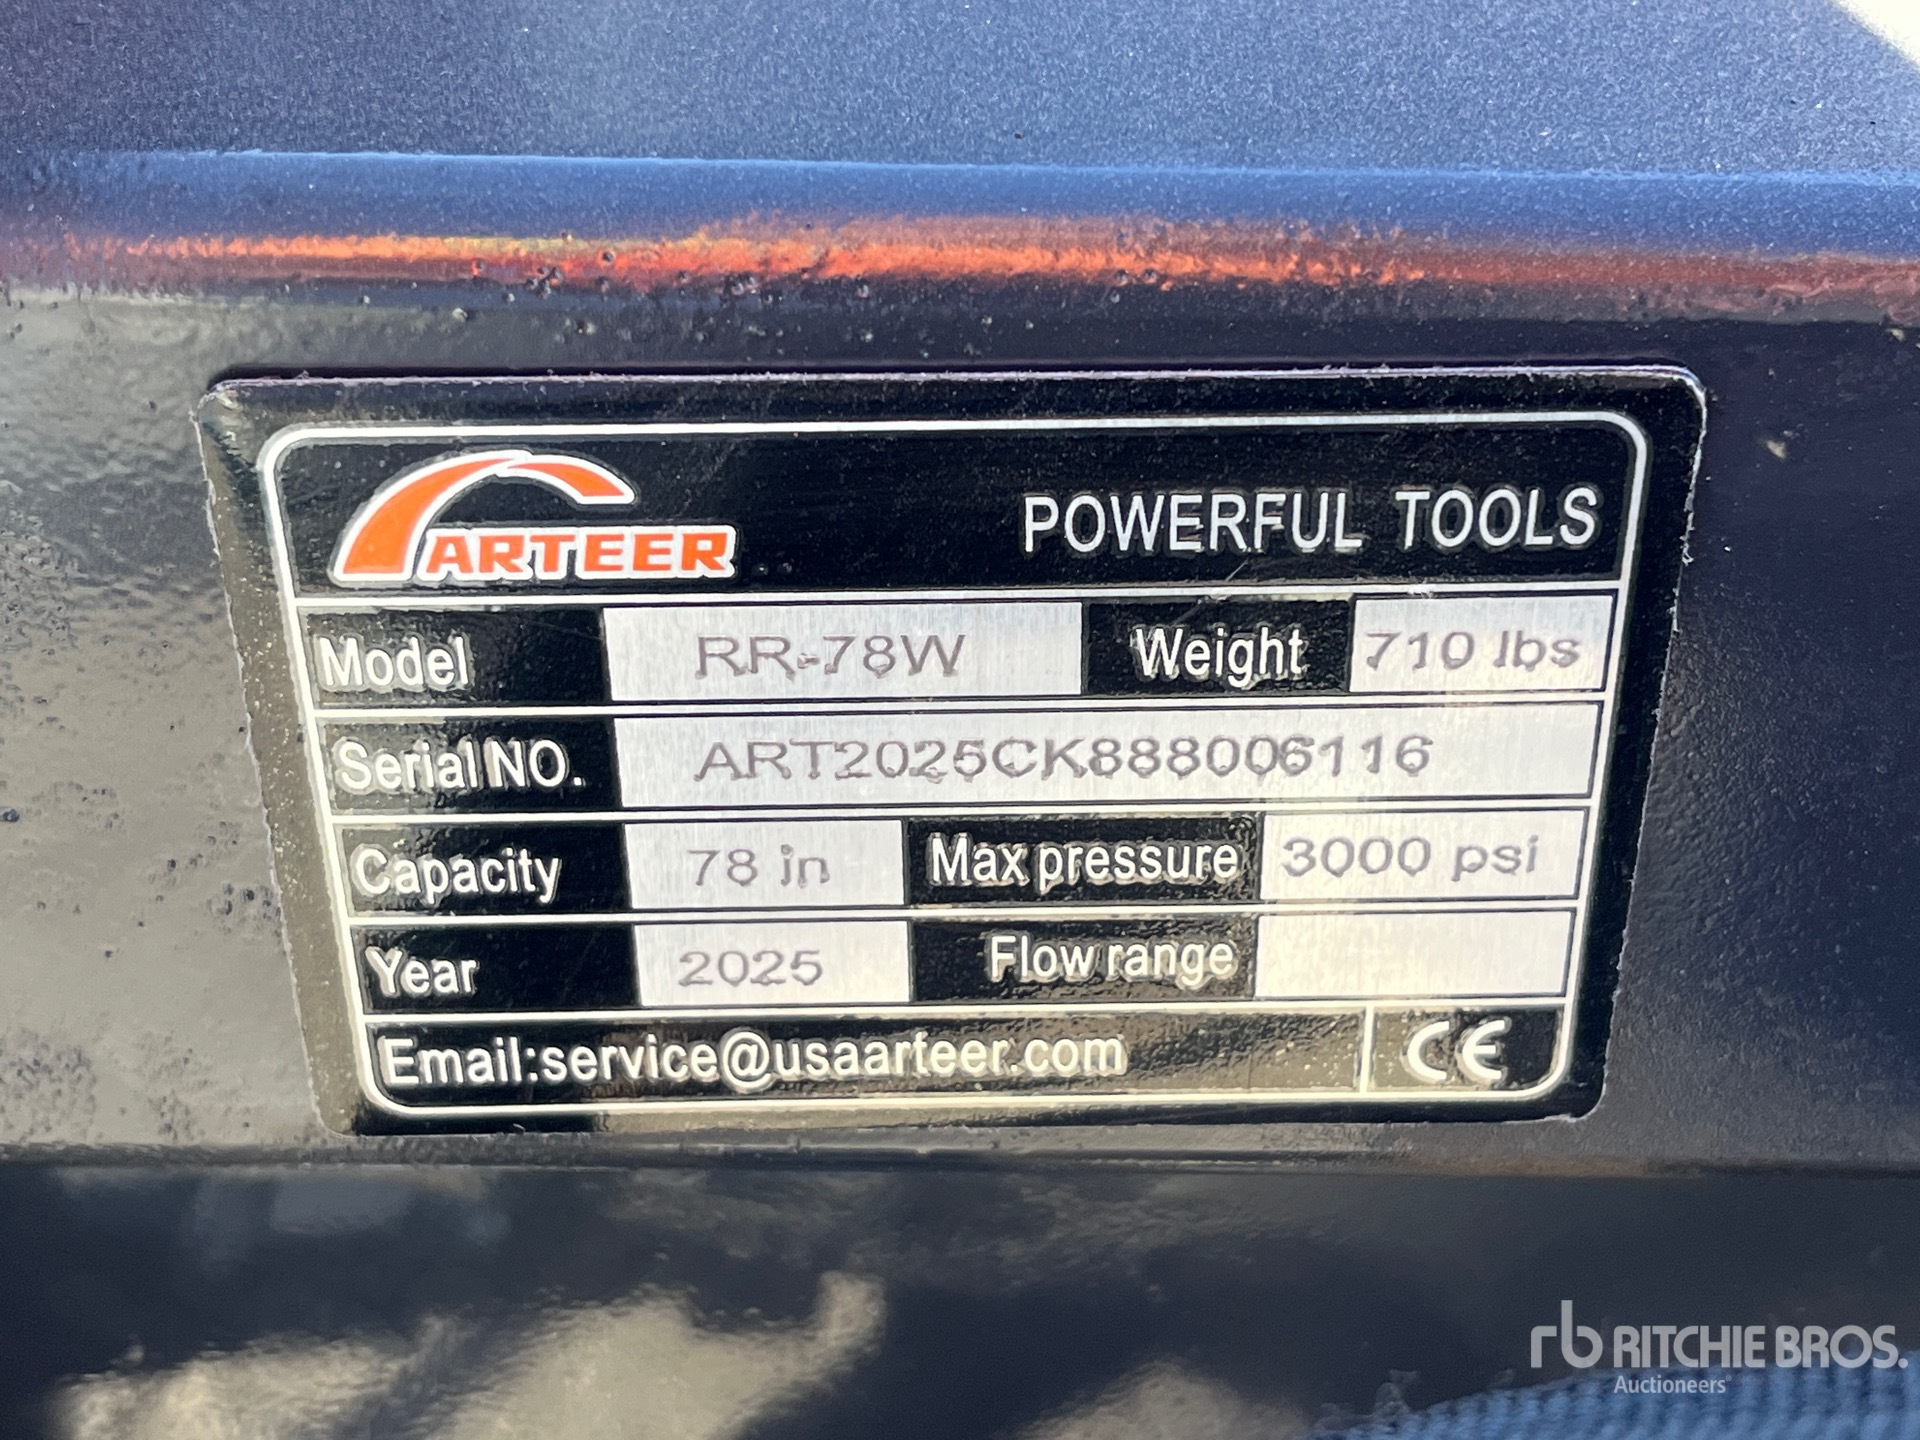 ARTEER POWERFUL TOOLS
Model RR-78W Weight 710 lbs
Serial NO. ART2025CK888006116
Capacity 78 in Max pressure 3000 psi
Year 2025 Flow range
Email:service@usaarteer.com CE
rb RITCHIE BROS.
Auctioneers